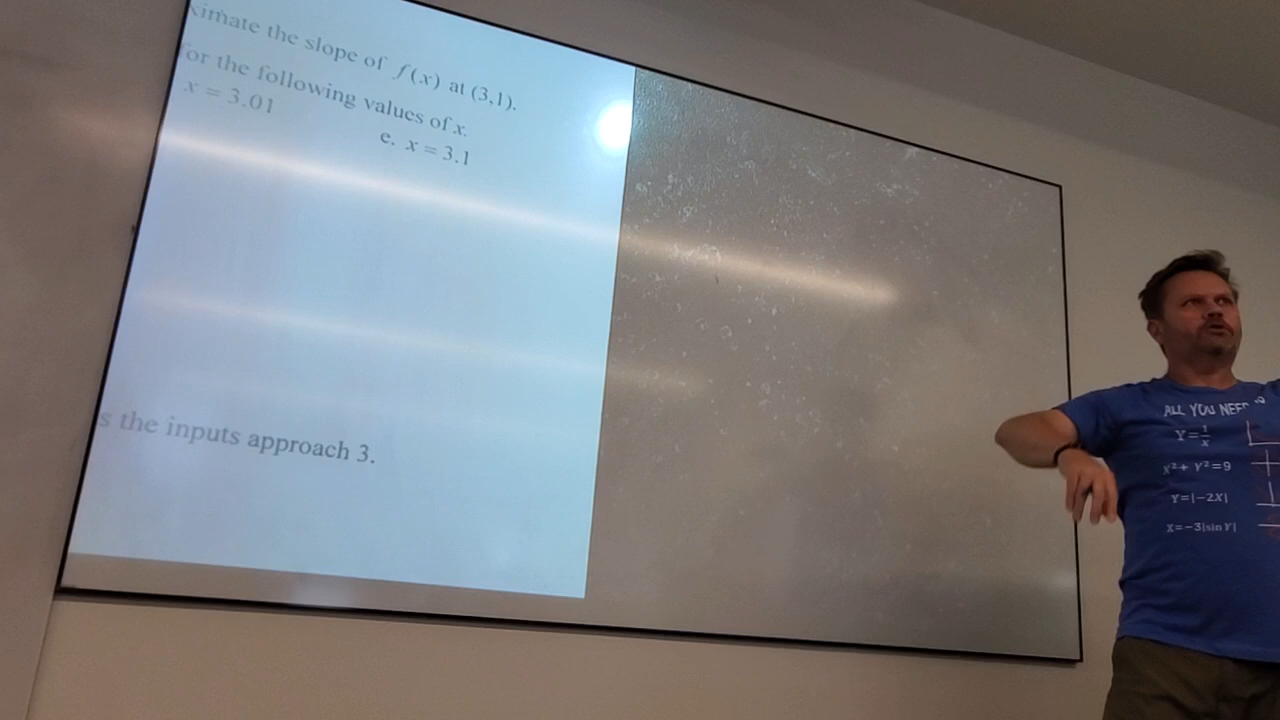 ximate the slope of f(x) at (3,1).
for the following values of x.
x = 3.01
e. x = 3.1
s the inputs approach 3.
ALL YOU NEE
Y=1/x
x²+ Y²=9
Y=|-2X|
X=-3|sin Y|